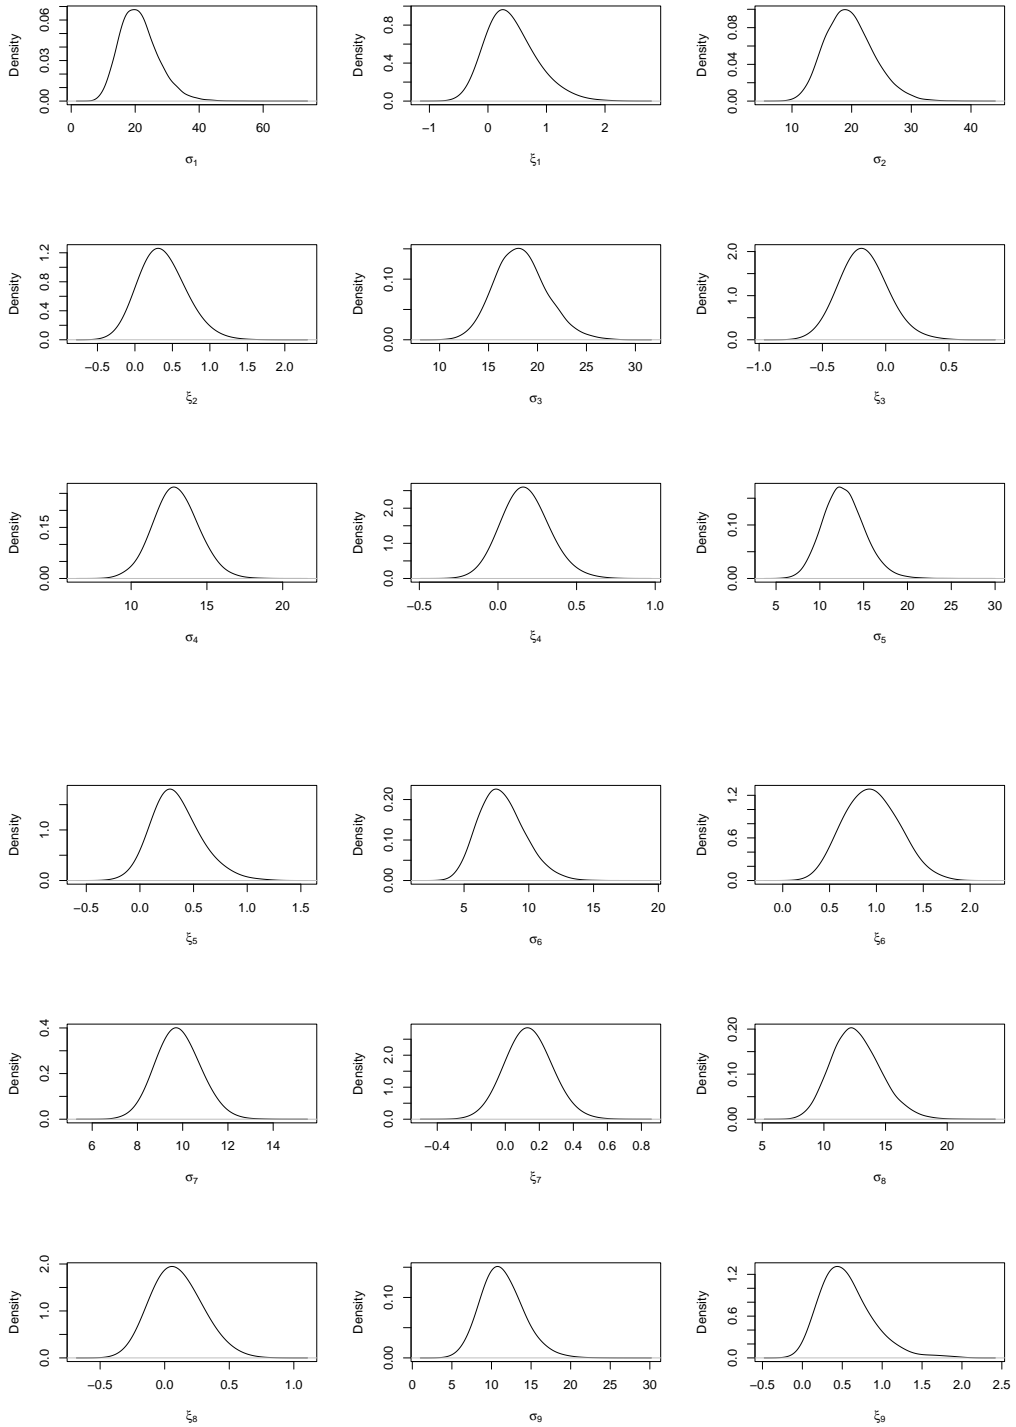 Density
0.00 0.03 0.06
0 20 40 60
σ1
Density
0.0 0.4 0.8
−1 0 1 2
ξ1
Density
0.00 0.04 0.08
10 20 30 40
σ2
Density
0.0 0.4 0.8 1.2
−0.5 0.0 0.5 1.0 1.5 2.0
ξ2
Density
0.00 0.10
10 15 20 25 30
σ3
Density
0.0 1.0 2.0
−1.0 −0.5 0.0 0.5
ξ3
Density
0.00 0.15
10 15 20
σ4
Density
0.0 1.0 2.0
−0.5 0.0 0.5 1.0
ξ4
Density
0.00 0.10
5 10 15 20 25 30
σ5
Density
0.0 1.0
−0.5 0.0 0.5 1.0 1.5
ξ5
Density
0.00 0.10 0.20
5 10 15 20
σ6
Density
0.0 0.6 1.2
0.0 0.5 1.0 1.5 2.0
ξ6
Density
0.0 0.2 0.4
6 8 10 12 14
σ7
Density
0.0 1.0 2.0
−0.4 0.0 0.2 0.4 0.6 0.8
ξ7
Density
0.00 0.10 0.20
5 10 15 20
σ8
Density
0.0 1.0 2.0
−0.5 0.0 0.5 1.0
ξ8
Density
0.00 0.10
0 5 10 15 20 25 30
σ9
Density
0.0 0.6 1.2
−0.5 0.0 0.5 1.0 1.5 2.0 2.5
ξ9